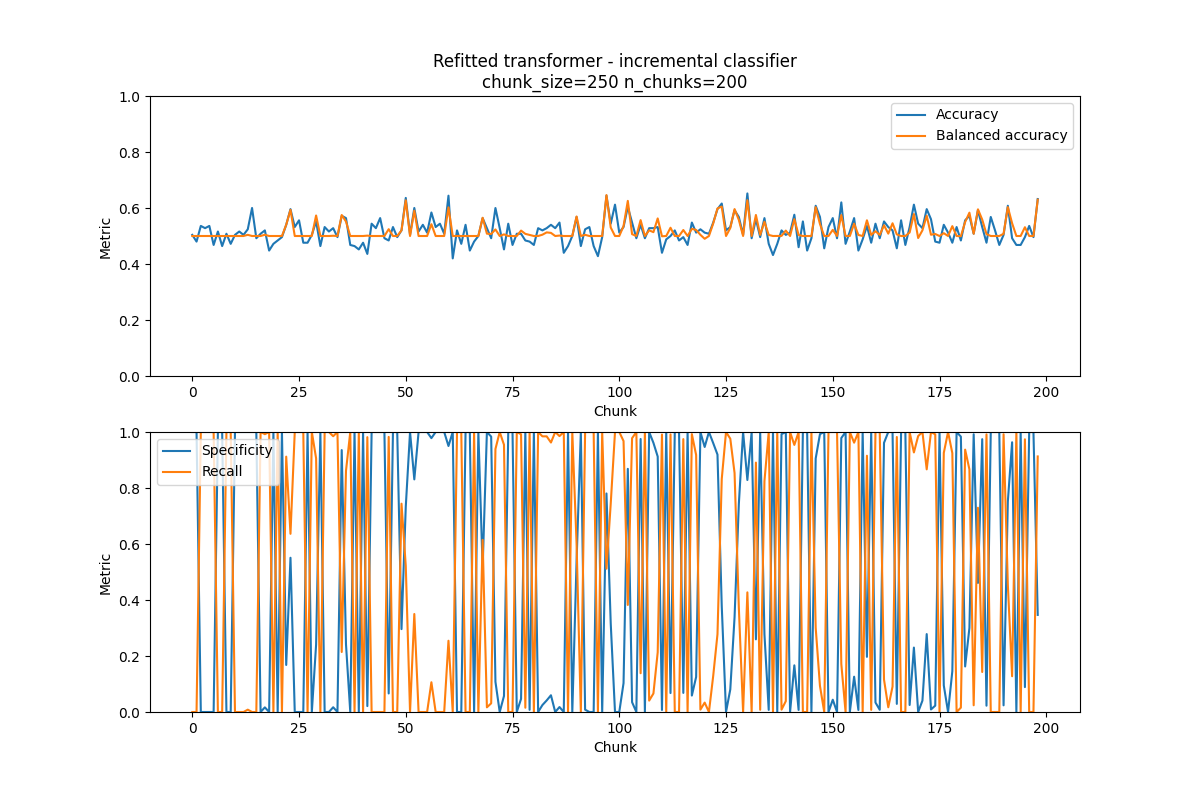 Refitted transformer - incremental classifier
chunk_size=250 n_chunks=200
1.0
0.8
0.6
0.4
0.2
0.0
Metric
Accuracy
Balanced accuracy
0 25 50 75 100 125 150 175 200
Chunk
1.0
0.8
0.6
0.4
0.2
0.0
Metric
Specificity
Recall
0 25 50 75 100 125 150 175 200
Chunk